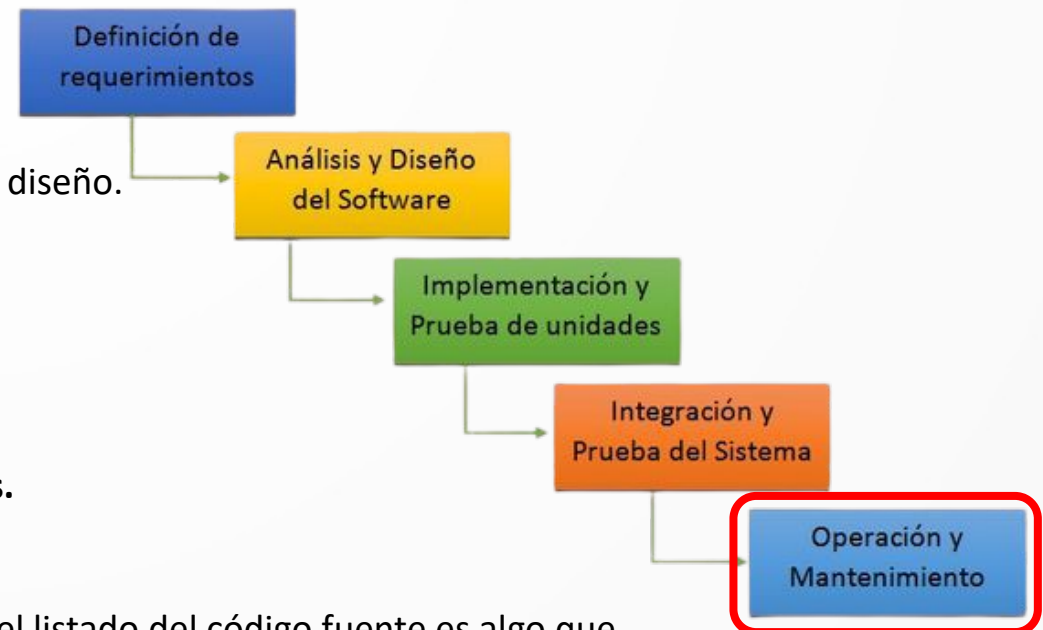 Definición de
requerimientos
diseño.
Análisis y Diseño
del Software
Implementación y
Prueba de unidades
Integración y
Prueba del Sistema
s.
Operación y
Mantenimiento
el listado del código fuente es algo que